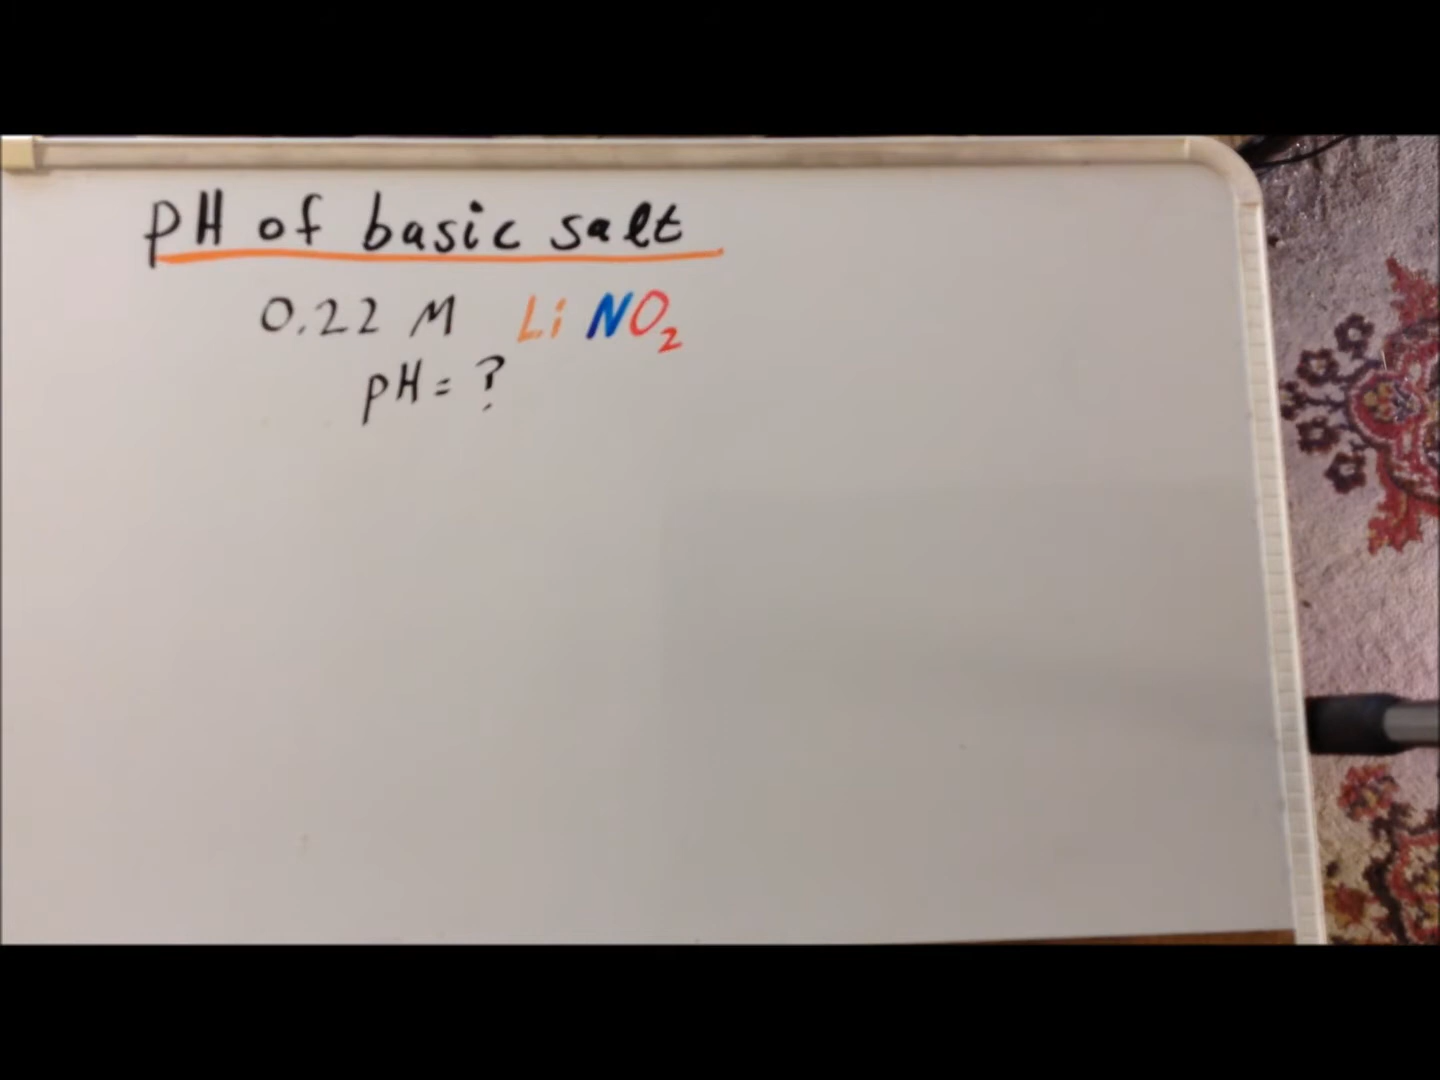 pH of basic salt
0.22 M LiNO₂
pH = ?